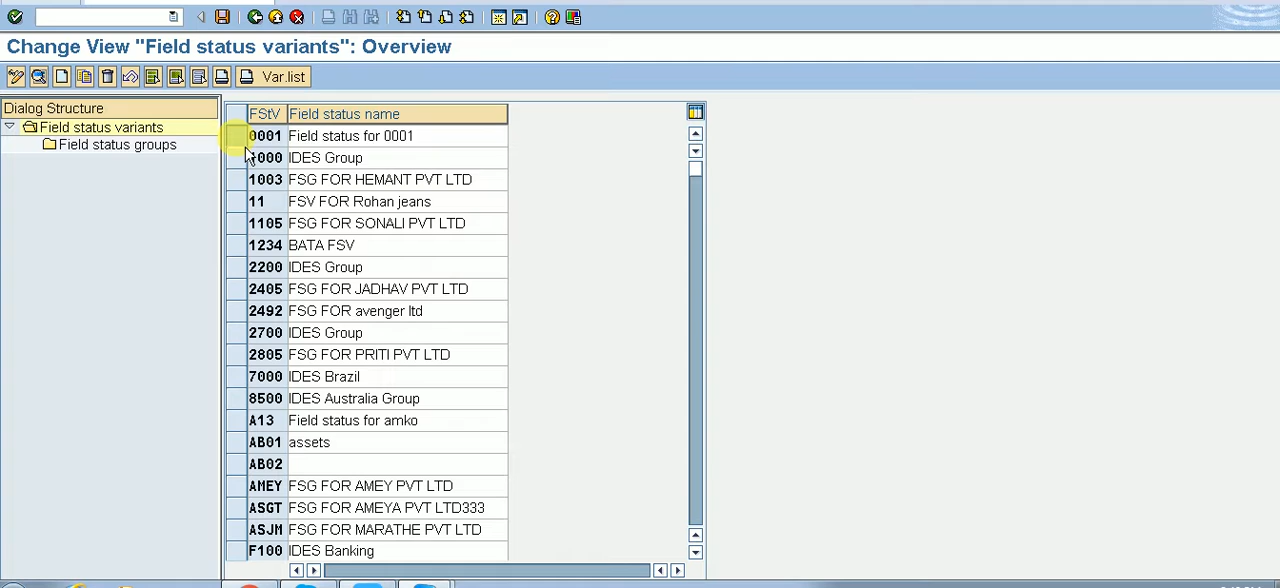 Change View "Field status variants": Overview
Var.list
Dialog Structure
Field status variants
Field status groups
FStV Field status name
0001 Field status for 0001
1000 IDES Group
1003 FSG FOR HEMANT PVT LTD
11 FSV FOR Rohan jeans
1105 FSG FOR SONALI PVT LTD
1234 BATA FSV
2200 IDES Group
2405 FSG FOR JADHAV PVT LTD
2492 FSG FOR avenger ltd
2700 IDES Group
2805 FSG FOR PRITI PVT LTD
7000 IDES Brazil
8500 IDES Australia Group
A13 Field status for amko
AB01 assets
AB02
AMEY FSG FOR AMEY PVT LTD
ASGT FSG FOR AMEYA PVT LTD333
ASJM FSG FOR MARATHE PVT LTD
F100 IDES Banking